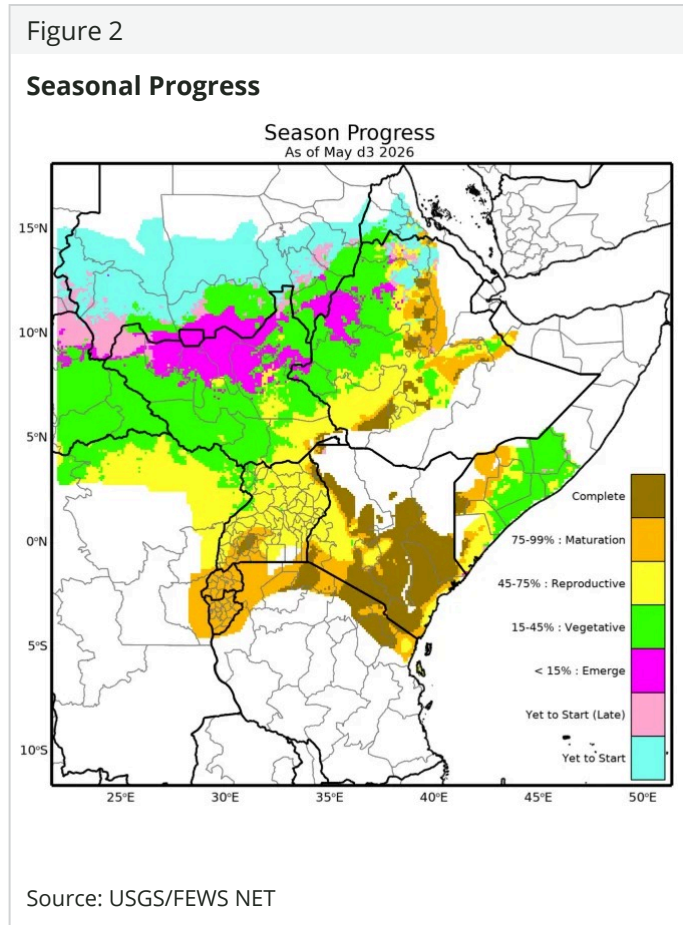 Figure 2
Seasonal Progress
Season Progress
As of May d3 2026
15°N
10°N
5°N
0°N
5°S
10°S
25°E
30°E
35°E
40°E
45°E
50°E
Complete
75-99% : Maturation
45-75% : Reproductive
15-45% : Vegetative
< 15% : Emerge
Yet to Start (Late)
Yet to Start
Source: USGS/FEWS NET